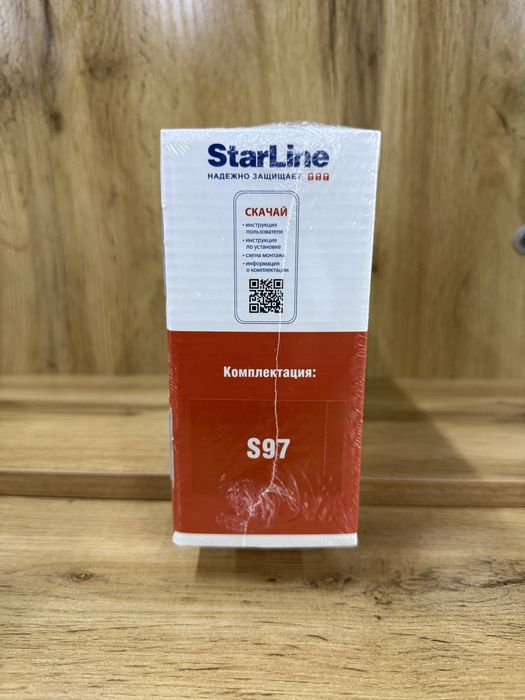 StarLine
НАДЕЖНО ЗАЩИЩАЕТ
СКАЧАЙ
• инструкция
пользователя
• инструкция
по установке
• схема монтажа
• информация
о комплектации
Комплектация:
S97